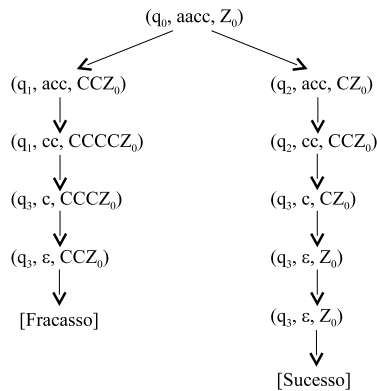 (q₀, aacc, Z₀)
(q₁, acc, CCZ₀) (q₂, acc, CZ₀)
(q₁, cc, CCCCZ₀) (q₂, cc, CCZ₀)
(q₃, c, CCCZ₀) (q₃, c, CZ₀)
(q₃, ε, CCZ₀) (q₃, ε, Z₀)
[Fracasso] (q₃, ε, Z₀)
[Sucesso]